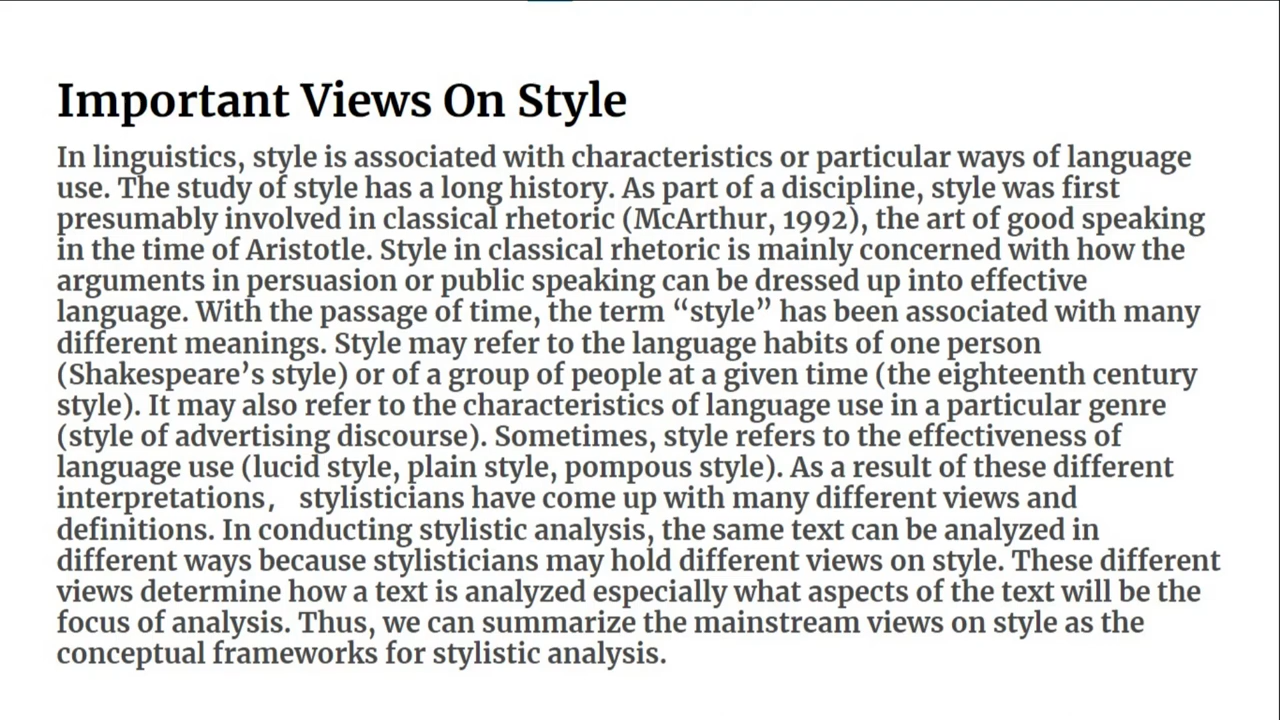 Important Views On Style
In linguistics, style is associated with characteristics or particular ways of language
use. The study of style has a long history. As part of a discipline, style was first
presumably involved in classical rhetoric (McArthur, 1992), the art of good speaking
in the time of Aristotle. Style in classical rhetoric is mainly concerned with how the
arguments in persuasion or public speaking can be dressed up into effective
language. With the passage of time, the term “style” has been associated with many
different meanings. Style may refer to the language habits of one person
(Shakespeare’s style) or of a group of people at a given time (the eighteenth century
style). It may also refer to the characteristics of language use in a particular genre
(style of advertising discourse). Sometimes, style refers to the effectiveness of
language use (lucid style, plain style, pompous style). As a result of these different
interpretations， stylisticians have come up with many different views and
definitions. In conducting stylistic analysis, the same text can be analyzed in
different ways because stylisticians may hold different views on style. These different
views determine how a text is analyzed especially what aspects of the text will be the
focus of analysis. Thus, we can summarize the mainstream views on style as the
conceptual frameworks for stylistic analysis.